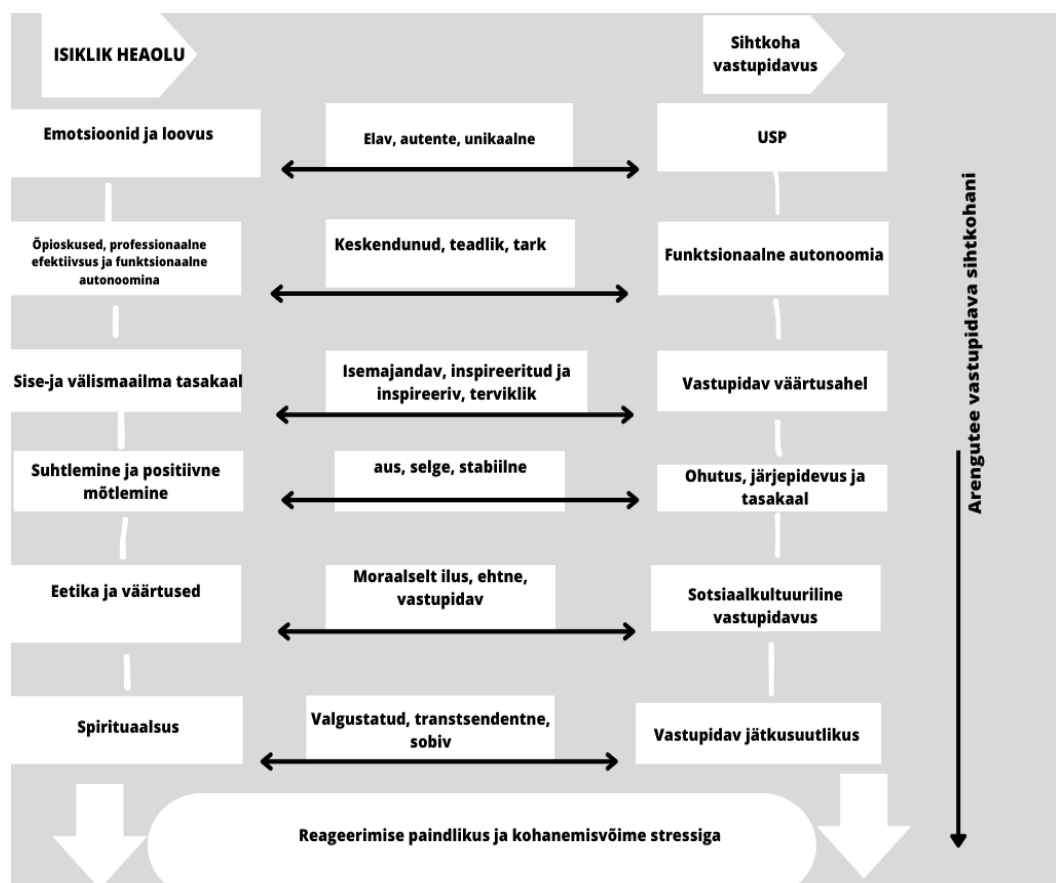 ISIKLIK HEAOLU
Sihtkoha
vastupidavus
Emotsioonid ja loovus
Elav, autente, unikaalne
USP
Õpioskused, professionaalne
efektiivsus ja funktsionaalne
autonoomina
Keskendunud, teadlik, tark
Funktsionaalne autonoomia
Sise-ja välismaailma tasakaal
Isemajandav, inspireeritud ja
inspireeriv, terviklik
Vastupidav väärtusahel
Suhtlemine ja positiivne
mõtlemine
aus, selge, stabiilne
Ohutus, järjepidevus ja
tasakaal
Eetika ja väärtused
Moraalselt ilus, ehtne,
vastupidav
Sotsiaalkultuuriline
vastupidavus
Spirituaalsus
Valgustatud, transtsendentne,
sobiv
Vastupidav jätkusuutlikus
Reageerimise paindlikus ja kohanemisvõime stressiga
Arengutee vastupidava sihtkohani